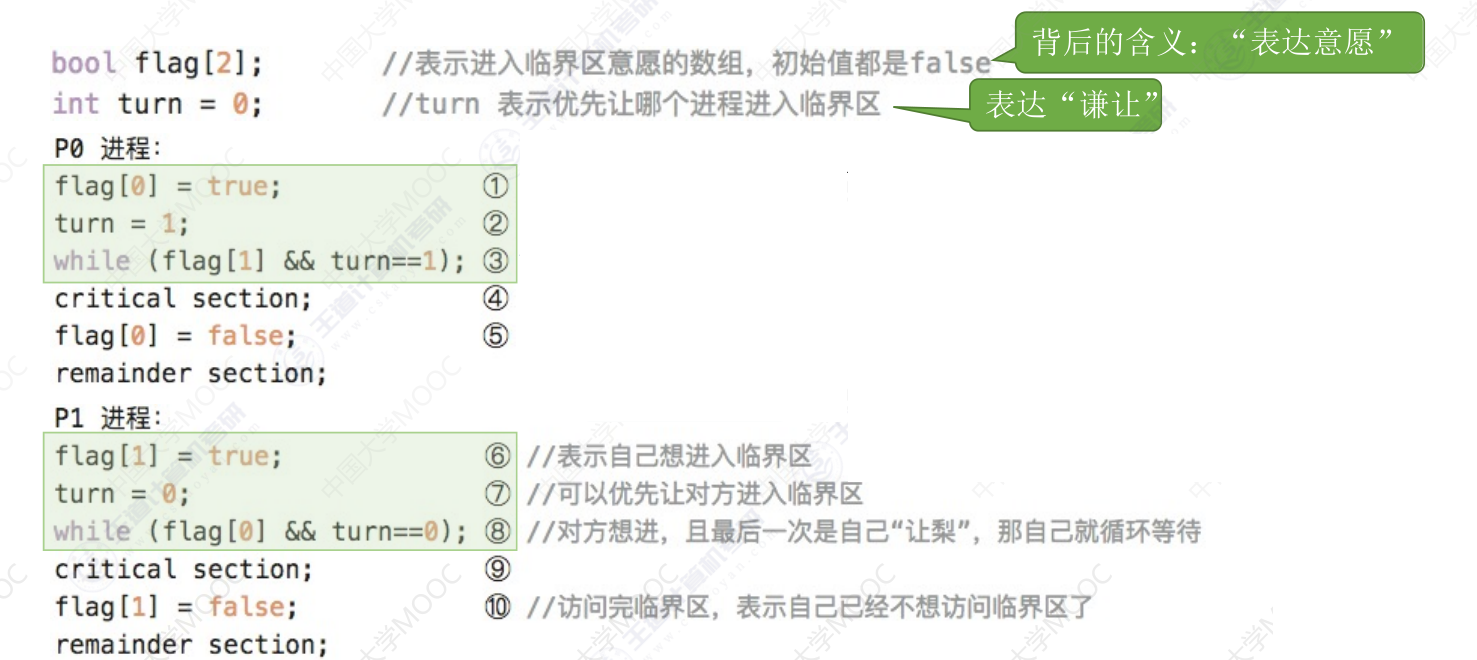 背后的含义：“表达意愿”
bool flag[2]; //表示进入临界区意愿的数组，初始值都是false
int turn = 0; //turn 表示优先让哪个进程进入临界区
表达“谦让”
P0 进程：
flag[0] = true; ①
turn = 1; ②
while (flag[1] && turn==1); ③
critical section; ④
flag[0] = false; ⑤
remainder section;
P1 进程：
flag[1] = true; ⑥ //表示自己想进入临界区
turn = 0; ⑦ //可以优先让对方进入临界区
while (flag[0] && turn==0); ⑧ //对方想进，且最后一次是自己“让梨”，那自己就循环等待
critical section; ⑨
flag[1] = false; ⑩ //访问完临界区，表示自己已经不想访问临界区了
remainder section;